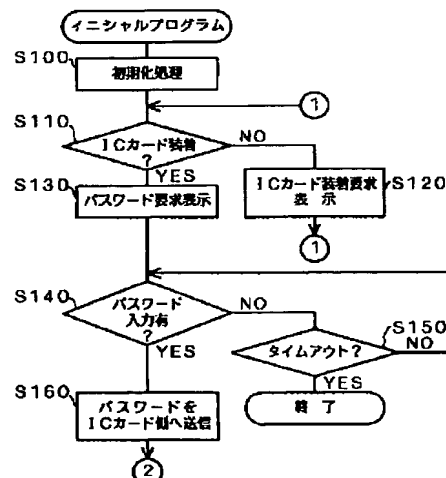 イニシャルプログラム
S100
初期化処理
1
S110
ICカード装着
?
NO
YES
S130
パスワード要求表示
ICカード装着要求
表示
S120
1
S140
パスワード
入力有
?
NO
YES
S150
タイムアウト?
NO
YES
終了
S160
パスワードを
ICカード側へ送信
2